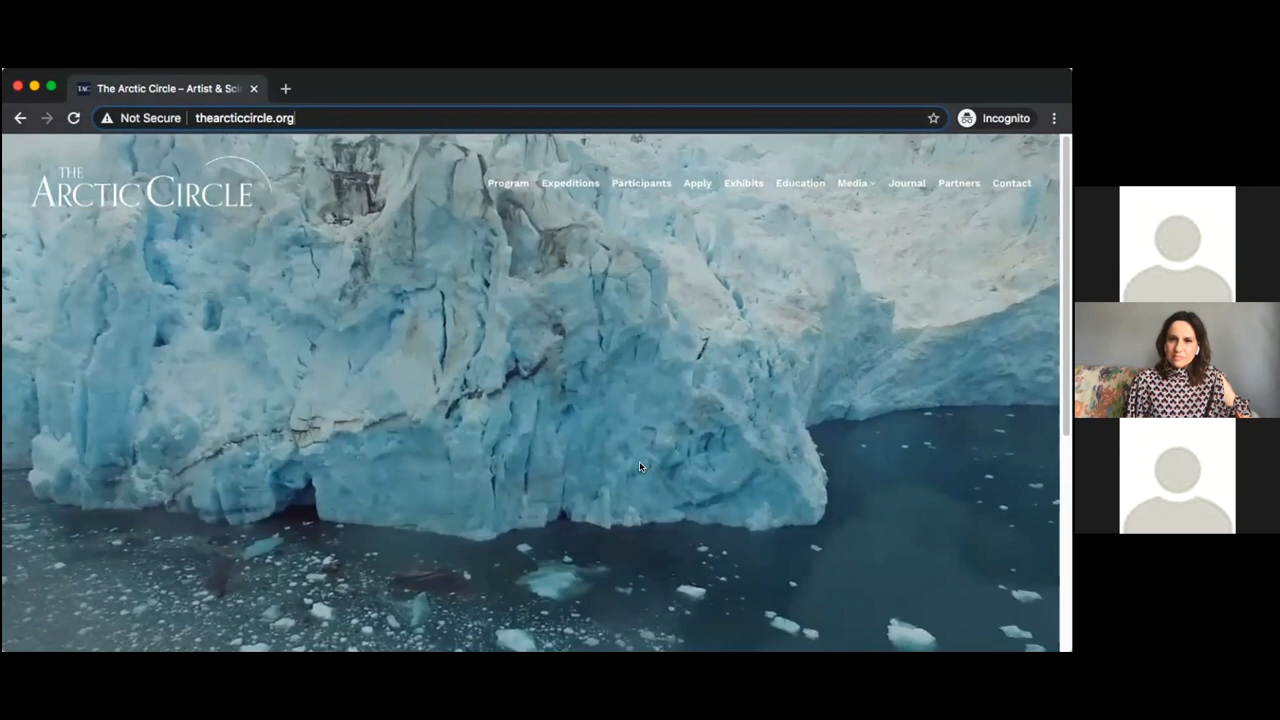 The Arctic Circle – Artist & Sci
Not Secure
thearcticcircle.org
Incognito
THE
ARCTIC CIRCLE
Program Expeditions Participants Apply Exhibits Education Media Journal Partners Contact